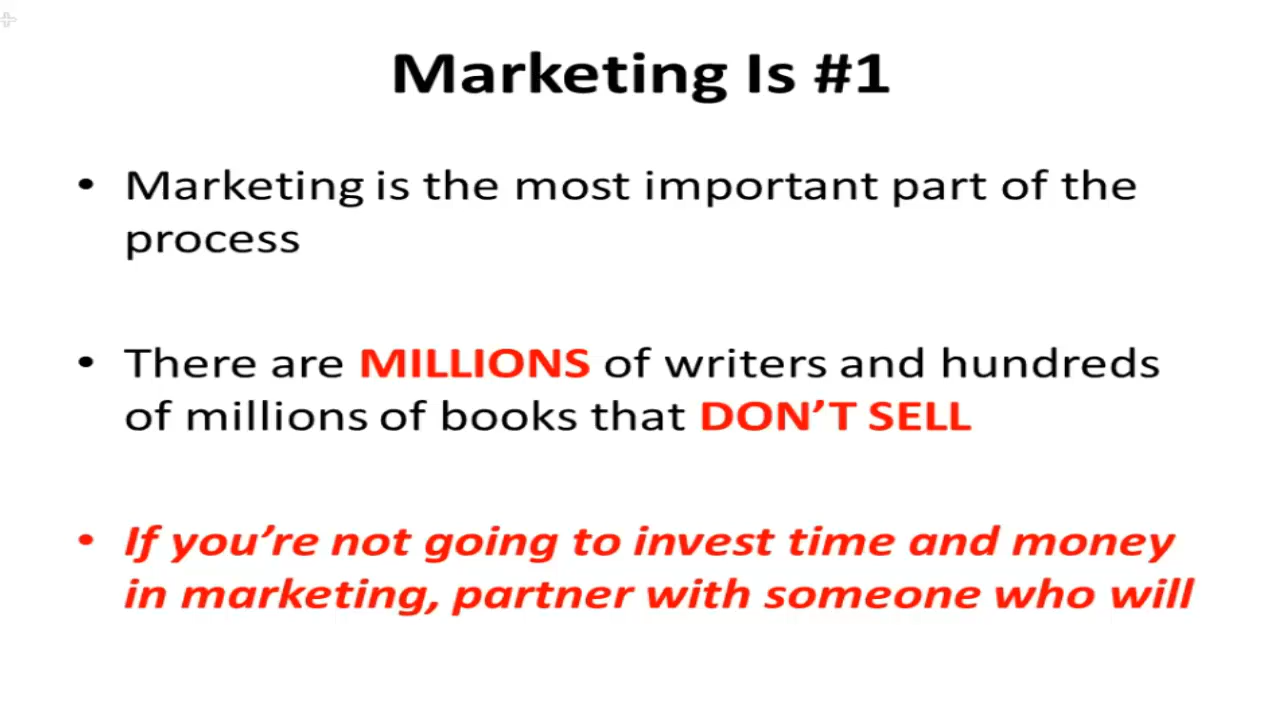 Marketing Is #1
• Marketing is the most important part of the
process
• There are MILLIONS of writers and hundreds
of millions of books that DON’T SELL
• If you’re not going to invest time and money
in marketing, partner with someone who will